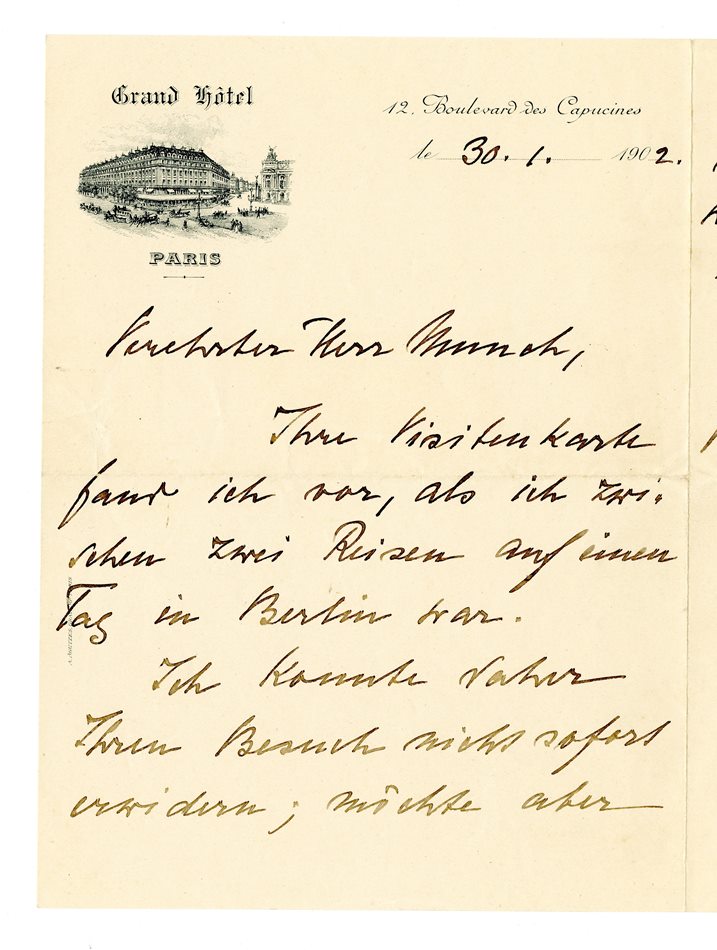 Grand Hôtel
PARIS
12, Boulevard des Capucines
le 30. 1. 1902.
Verehrter Herr Munch,
Ihre Visitenkarte
fand ich vor, als ich zwi-
schen zwei Reisen auf einen
Tag in Berlin war.
Ich konnte daher
Ihren Besuch nicht sofort
erwidern; möchte aber